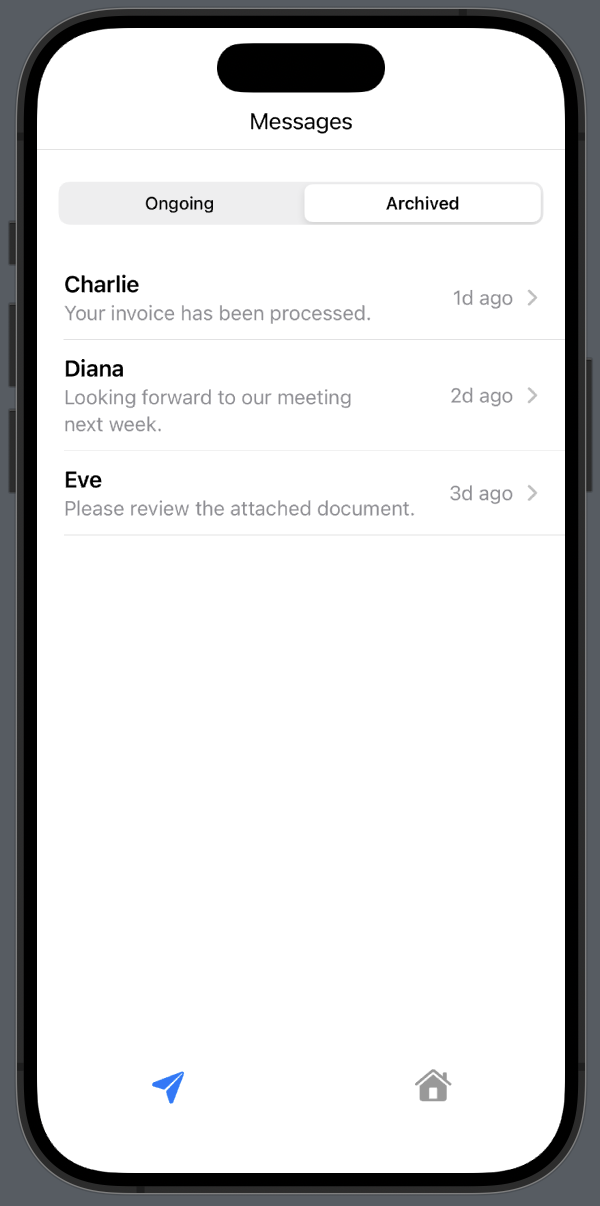 Messages
Ongoing Archived
Charlie
Your invoice has been processed.
1d ago
Diana
Looking forward to our meeting
next week.
2d ago
Eve
Please review the attached document.
3d ago